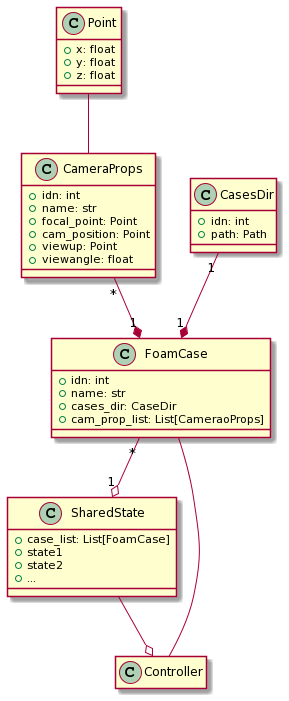 C Point
x: float
y: float
z: float
C CameraProps
idn: int
name: str
focal_point: Point
cam_position: Point
viewup: Point
viewangle: float
C CasesDir
idn: int
path: Path
*
1
1
1
C FoamCase
idn: int
name: str
cases_dir: CaseDir
cam_prop_list: List[CameraoProps]
*
1
C SharedState
case_list: List[FoamCase]
state1
state2
...
C Controller